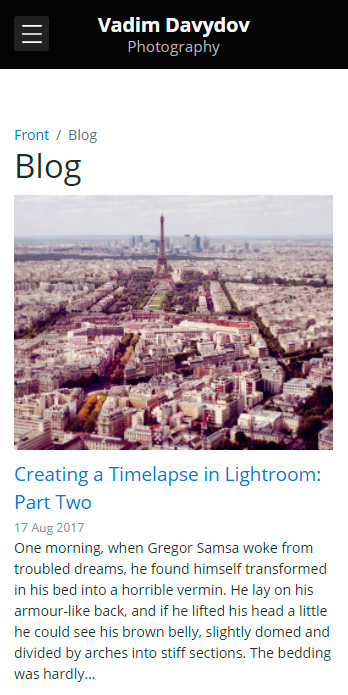 Vadim Davydov
Photography
Front / Blog
Blog
Creating a Timelapse in Lightroom:
Part Two
17 Aug 2017
One morning, when Gregor Samsa woke from
troubled dreams, he found himself transformed
in his bed into a horrible vermin. He lay on his
armour-like back, and if he lifted his head a little
he could see his brown belly, slightly domed and
divided by arches into stiff sections. The bedding
was hardly...